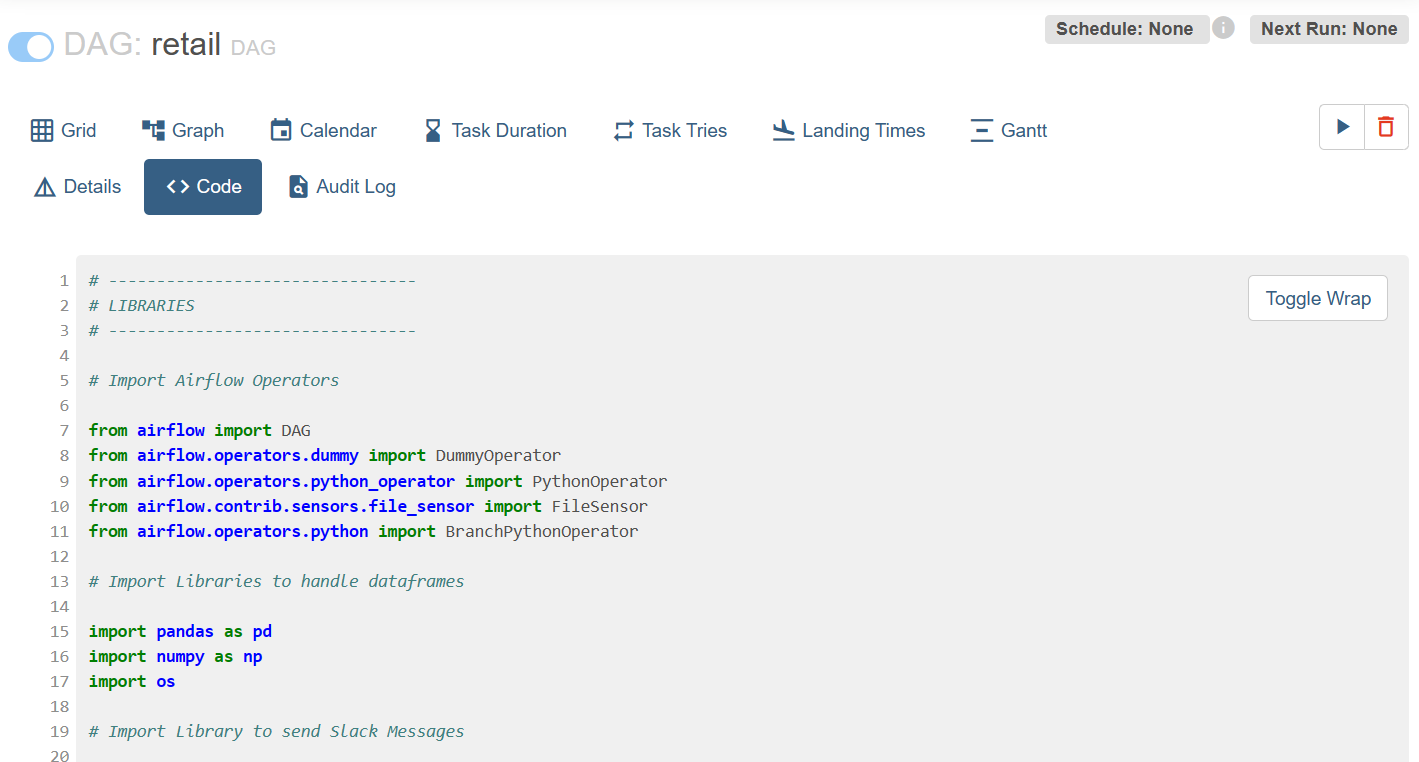 DAG: retail DAG
Schedule: None i Next Run: None
Grid Graph Calendar Task Duration Task Tries Landing Times Gantt
Details <> Code Audit Log
Toggle Wrap
1 # --------------------------------
2 # LIBRARIES
3 # --------------------------------
4
5 # Import Airflow Operators
6
7 from airflow import DAG
8 from airflow.operators.dummy import DummyOperator
9 from airflow.operators.python_operator import PythonOperator
10 from airflow.contrib.sensors.file_sensor import FileSensor
11 from airflow.operators.python import BranchPythonOperator
12
13 # Import Libraries to handle dataframes
14
15 import pandas as pd
16 import numpy as np
17 import os
18
19 # Import Library to send Slack Messages
20